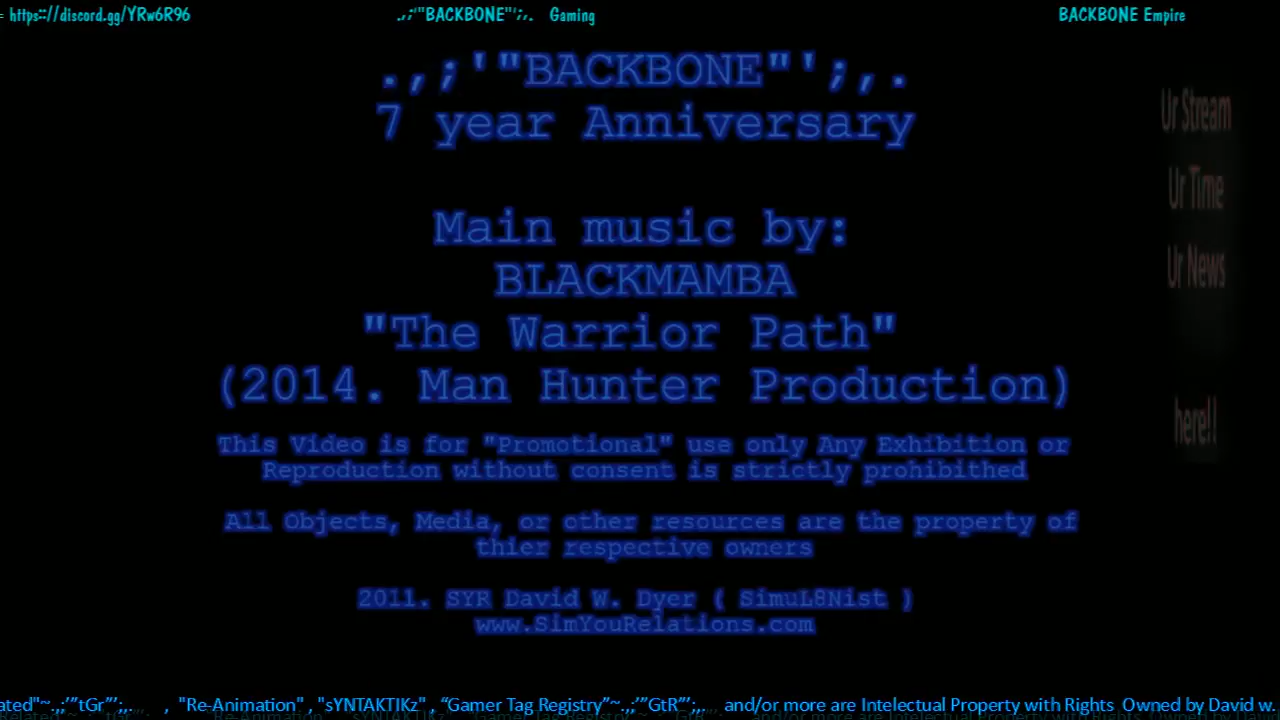 = https:://discord.gg/YRw6R96    .,;'"BACKBONE"';,.   Gaming    BACKBONE Empire
.,;'"BACKBONE"';,.
7 year Anniversary
Main music by:
BLACKMAMBA
"The Warrior Path"
(2014. Man Hunter Production)
This Video is for "Promotional" use only Any Exhibition or
Reproduction without consent is strictly prohibithed
All Objects, Media, or other resources are the property of
thier respective owners
2011. SYR David W. Dyer ( SimuL8Nist )
www.SimYouRelations.com
Ur Stream
Ur Time
Ur News
here!!
ated"~.,;'”tGr”’;,.      ,  "Re-Animation" , "sYNTAKTIKz" , “Gamer Tag Registry”~.,;’”GtR”’;,.    and/or more are Intelectual Property with Rights  Owned by David w.